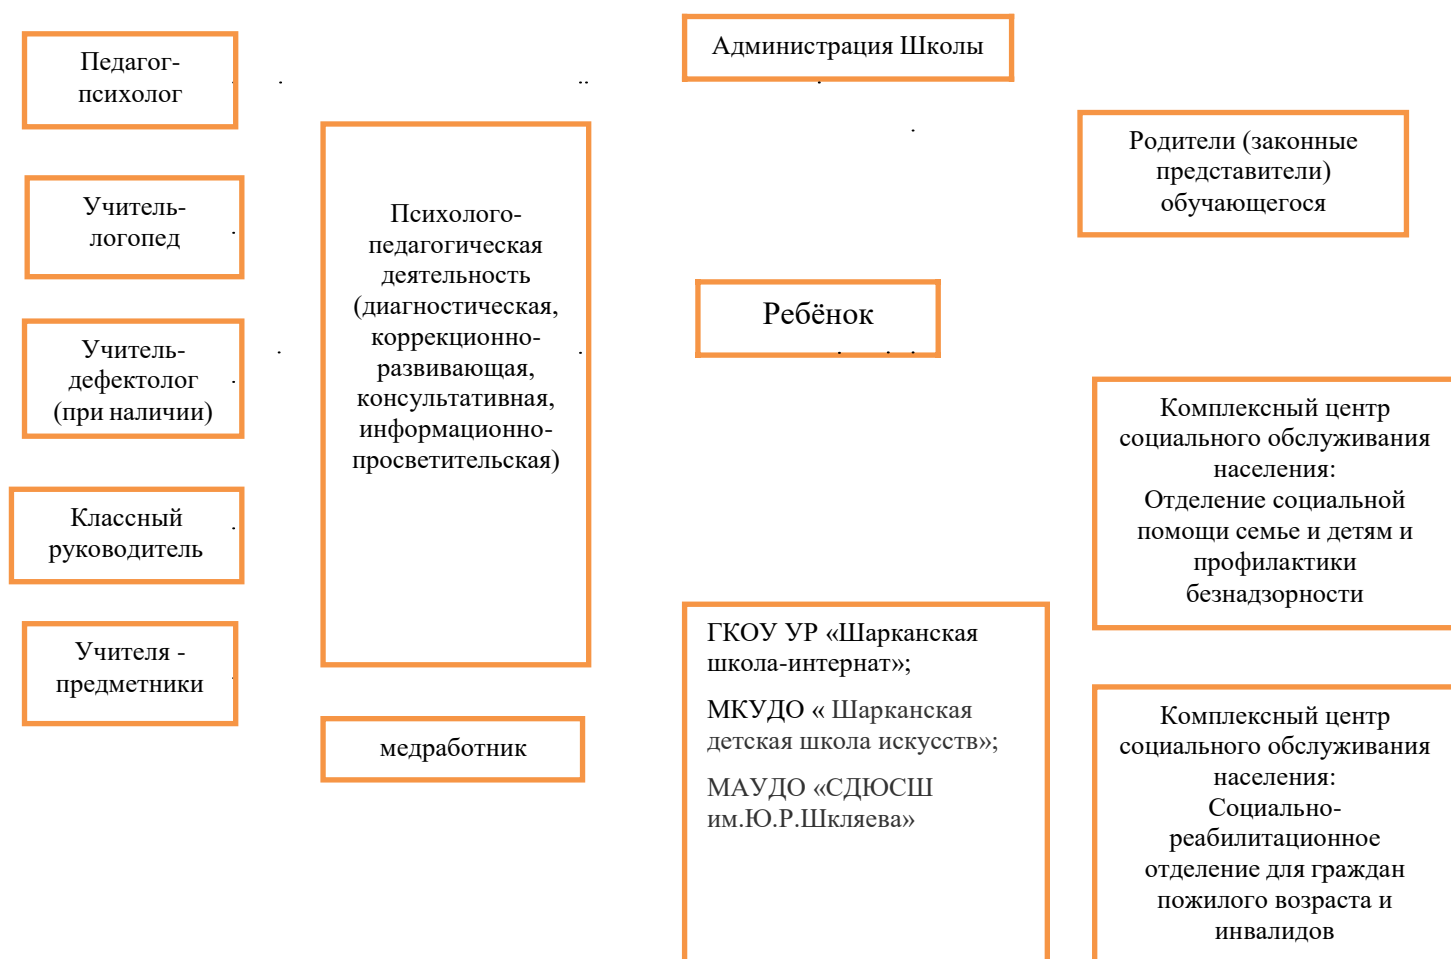 Педагог-
психолог
Учитель-
логопед
Учитель-
дефектолог
(при наличии)
Классный
руководитель
Учителя -
предметники
Психолого-
педагогическая
деятельность
(диагностическая,
коррекционно-
развивающая,
консультативная,
информационно-
просветительская)
медработник
Администрация Школы
Ребёнок
ГКОУ УР «Шарканская
школа-интернат»;
МКУДО « Шарканская
детская школа искусств»;
МАУДО «СДЮСШ
им.Ю.Р.Шкляева»
Родители (законные
представители)
обучающегося
Комплексный центр
социального обслуживания
населения:
Отделение социальной
помощи семье и детям и
профилактики
безнадзорности
Комплексный центр
социального обслуживания
населения:
Социально-
реабилитационное
отделение для граждан
пожилого возраста и
инвалидов